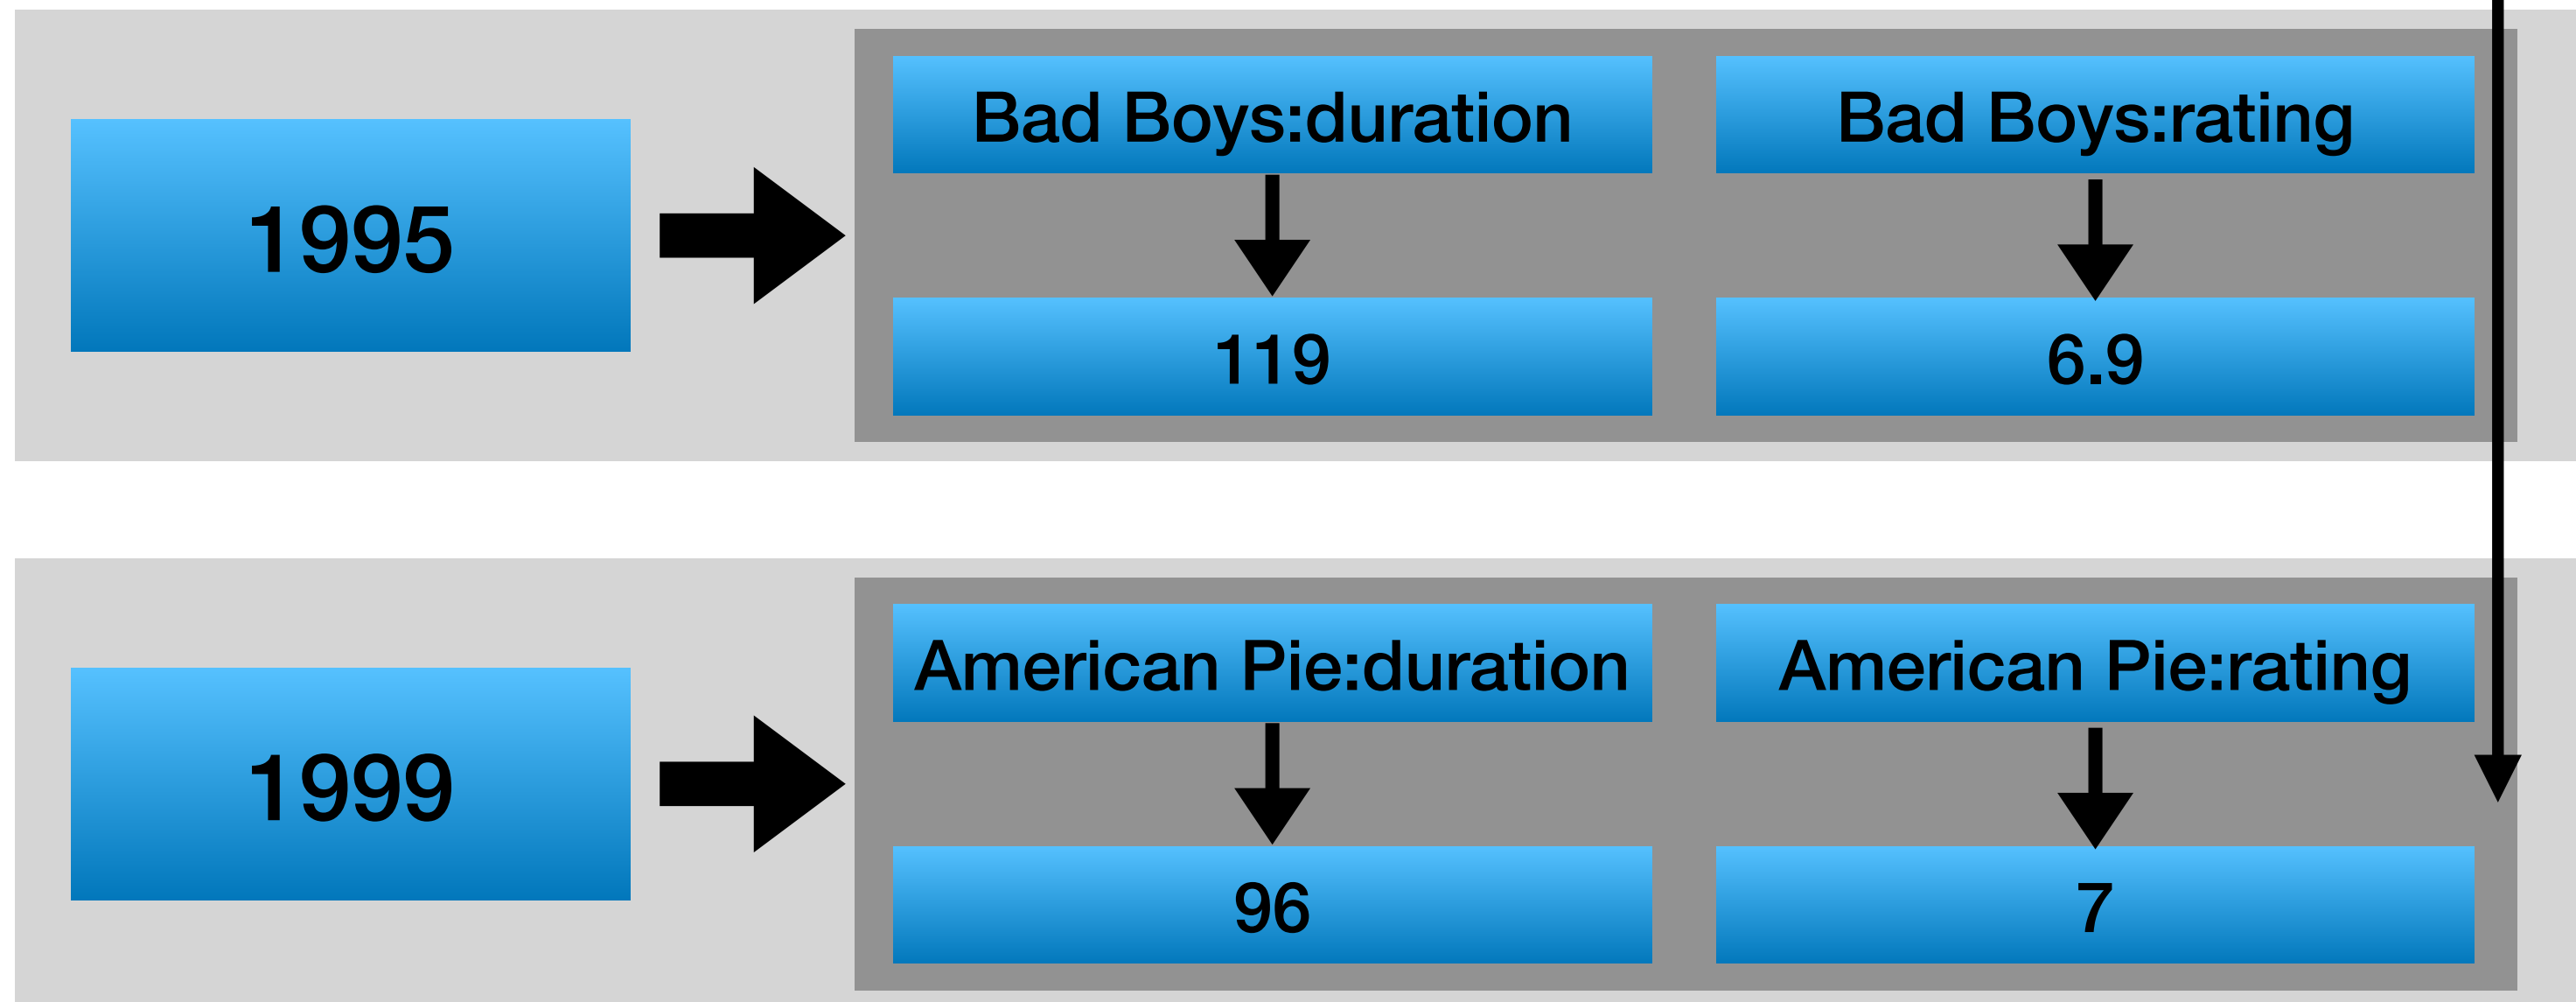 1995
Bad Boys:duration
Bad Boys:rating
119
6.9
1999
American Pie:duration
American Pie:rating
96
7